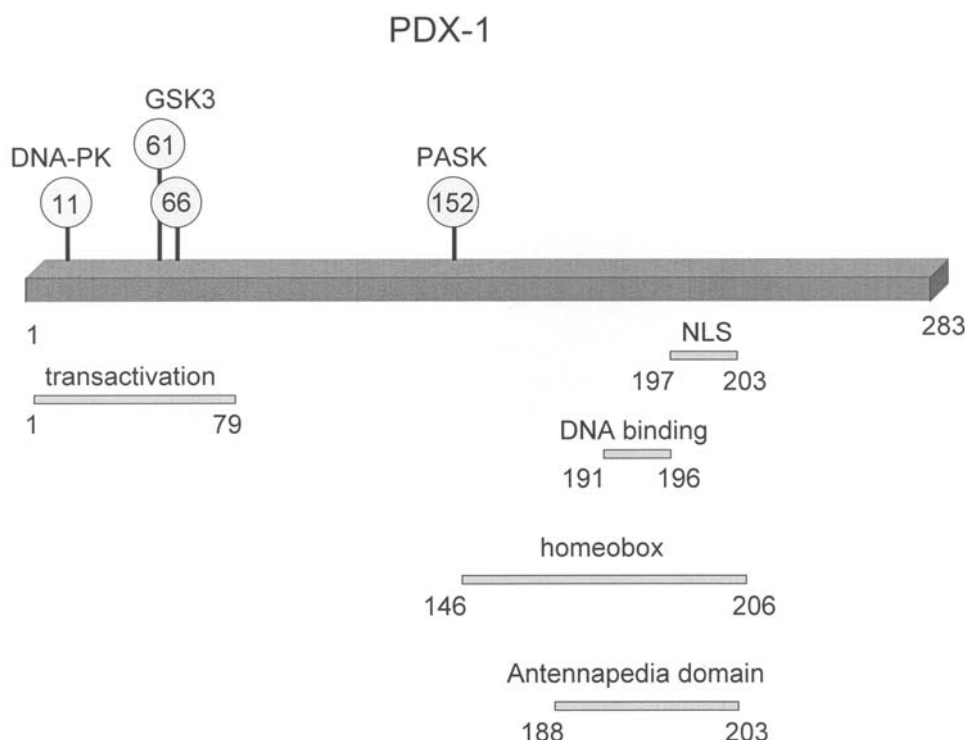 PDX-1
GSK3
61
DNA-PK
PASK
11
66
152
1
283
NLS
197 203
transactivation
1 79
DNA binding
191 196
homeobox
146 206
Antennapedia domain
188 203